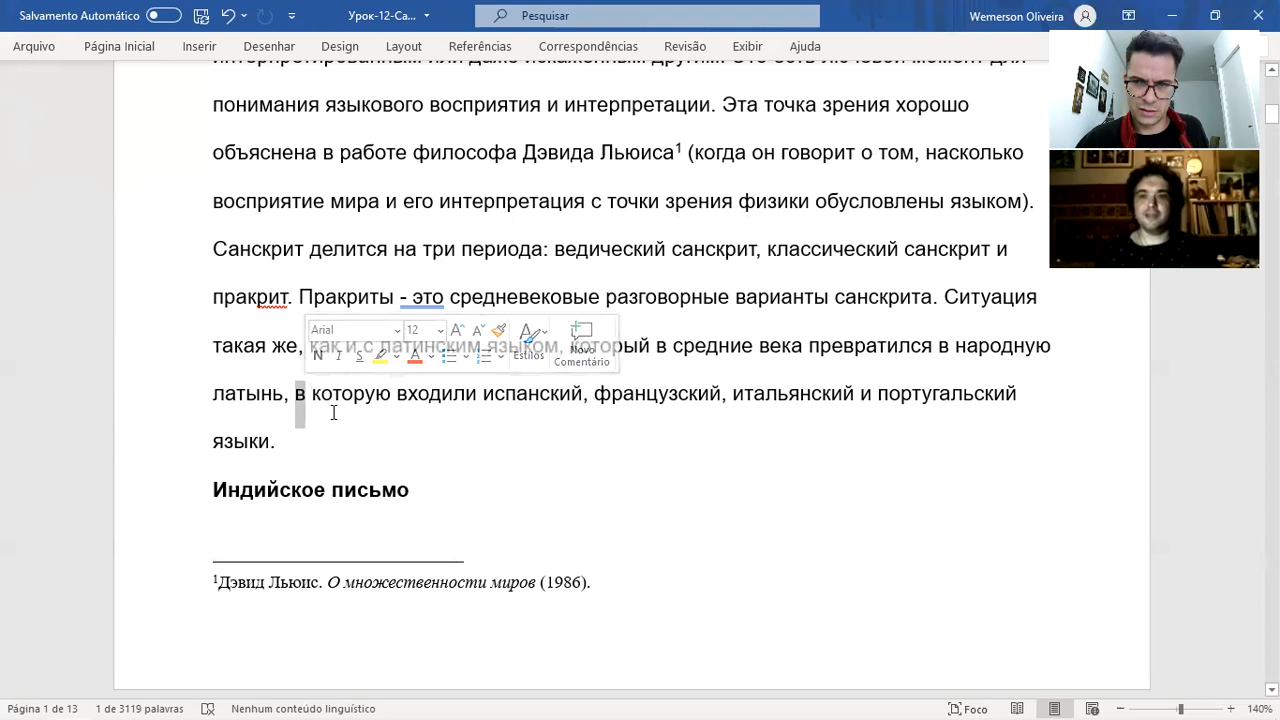 Salvamento Automático
Урок-12-Са...
Pesquisar
Wemerson Oliveira
Arquivo
Página Inicial
Inserir
Desenhar
Design
Layout
Referências
Correspondências
Revisão
Exibir
Ajuda
интерпретированным или даже искаженным другим. Это есть ключевой момент для
понимания языкового восприятия и интерпретации. Эта точка зрения хорошо
объяснена в работе философа Дэвида Льюиса1 (когда он говорит о том, насколько
восприятие мира и его интерпретация с точки зрения физики обусловлены языком).
Санскрит делится на три периода: ведический санскрит, классический санскрит и
пракрит. Пракриты - это средневековые разговорные варианты санскрита. Ситуация
Arial
12
такая же, как и с латинским языком, который в средние века превратился в народную
N I S
Estilos
Novo
Comentário
латынь, в которую входили испанский, французский, итальянский и португальский
языки.
Индийское письмо
1Дэвид Льюис. О множественности миров (1986).
Página 1 de 13
1 de 3119 palavras
Nenhum conteúdo linguístico
Foco
140%